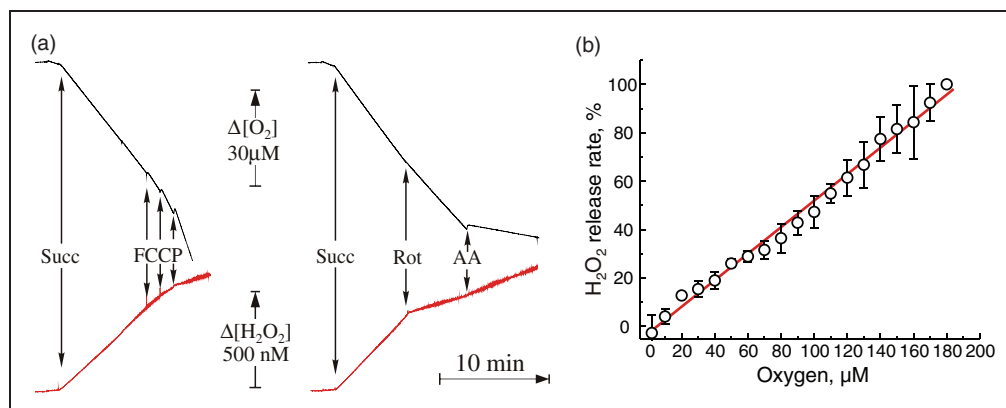 (a)
Δ[O₂]
30µM
Succ
FCCP
Δ[H₂O₂]
500 nM
Succ
Rot
AA
10 min
(b)
H₂O₂ release rate, %
100
80
60
40
20
0
0 20 40 60 80 100 120 140 160 180 200
Oxygen, µM